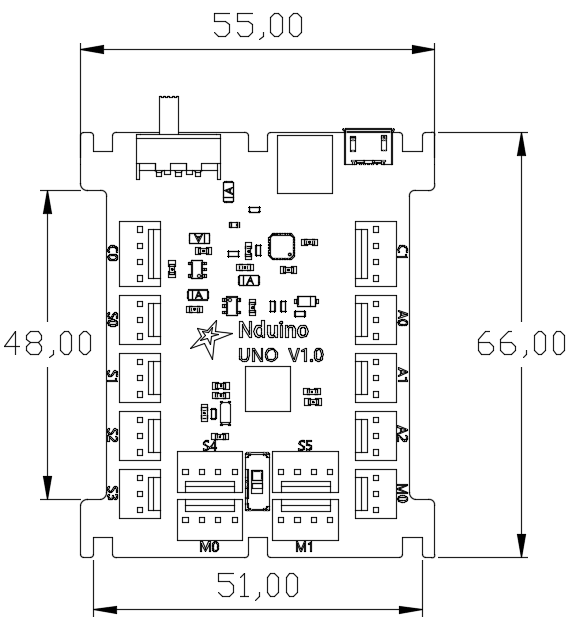 55,00
C0
C1
A
A
A
A
S0
A0
48,00
66,00
Nduino
UNO V1.0
S1
A1
S2
A2
S4
S5
S3
M0
M0
M1
51,00